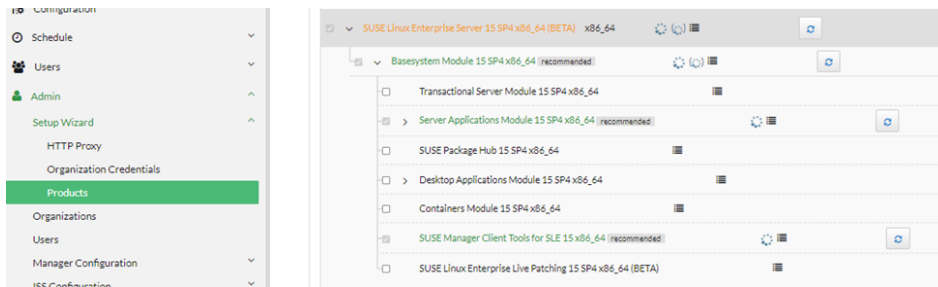 Configuration
Schedule
Users
Admin
Setup Wizard
HTTP Proxy
Organization Credentials
Products
Organizations
Users
Manager Configuration
ISS Configuration
SUSE Linux Enterprise Server 15 SP4 x86_64 (BETA) x86_64
Basesystem Module 15 SP4 x86_64 recommended
Transactional Server Module 15 SP4 x86_64
Server Applications Module 15 SP4 x86_64 recommended
SUSE Package Hub 15 SP4 x86_64
Desktop Applications Module 15 SP4 x86_64
Containers Module 15 SP4 x86_64
SUSE Manager Client Tools for SLE 15 x86_64 recommended
SUSE Linux Enterprise Live Patching 15 SP4 x86_64 (BETA)